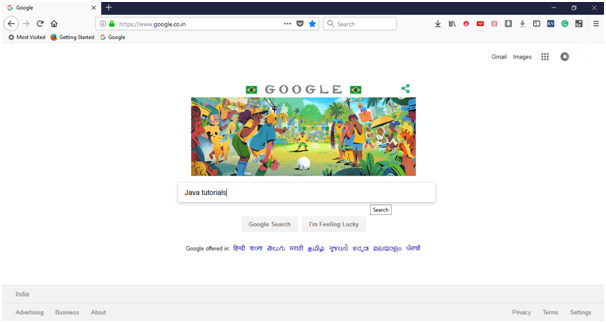 Google
https://www.google.co.in
Search
Most Visited Getting Started Google
Gmail Images
GOOGLE
Java tutorials
Search
Google Search I'm Feeling Lucky
Google offered in: हिन्दी বাংলা తెలుగు मराठी தமிழ் ગુજરાતી ಕನ್ನಡ മലയാളം ਪੰਜਾਬੀ
India
Advertising Business About Privacy Terms Settings